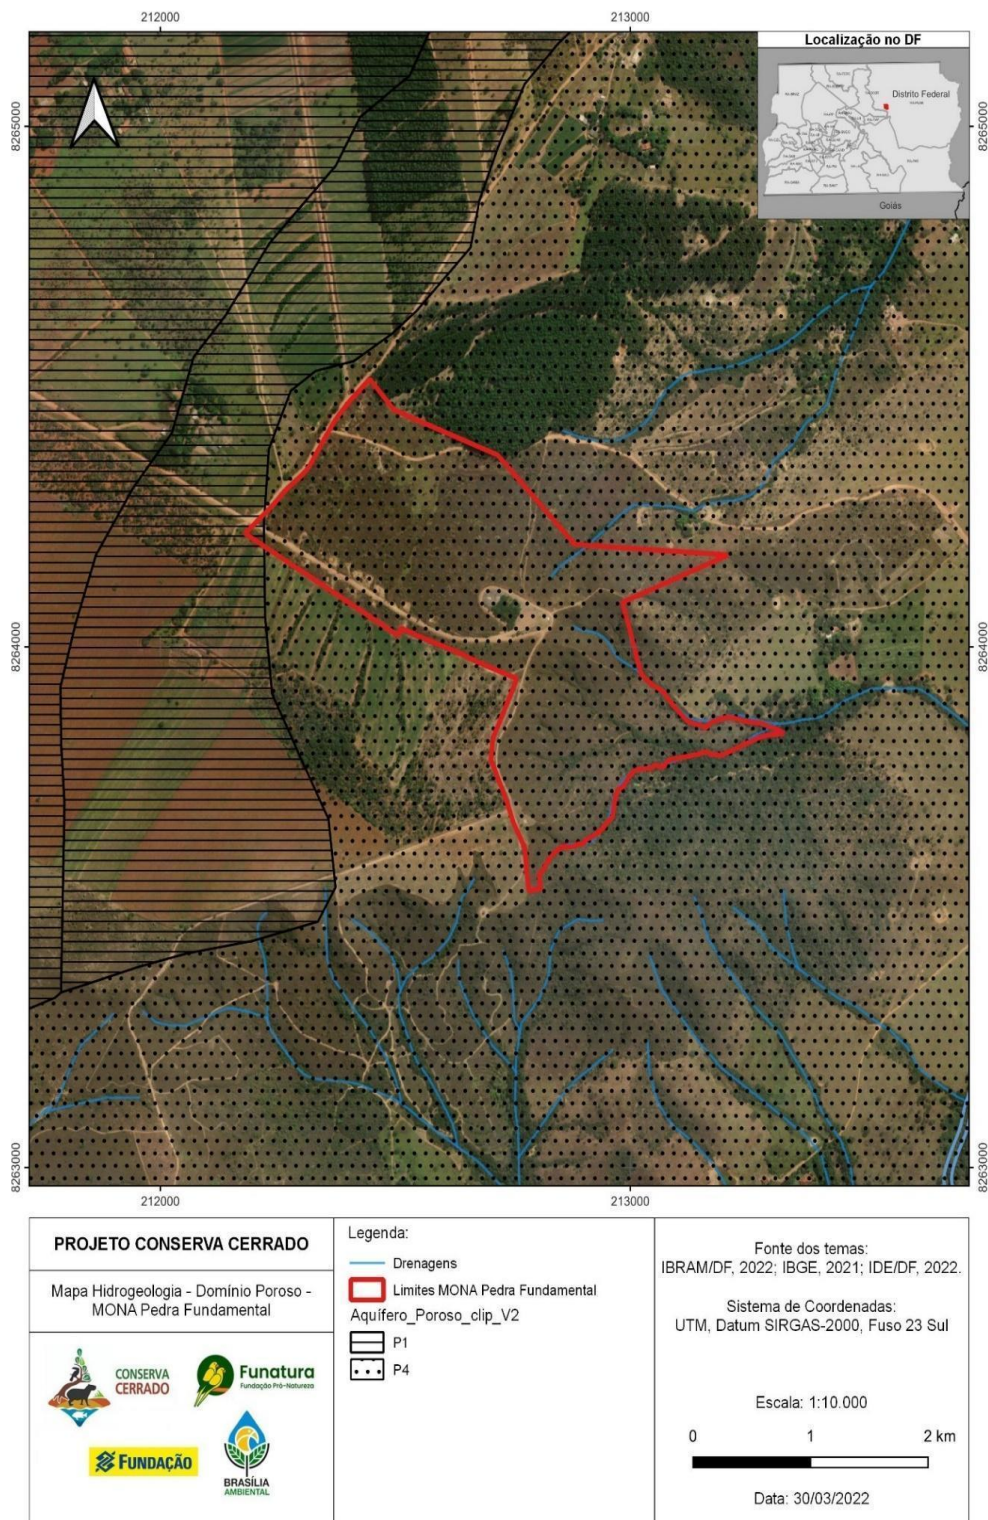 212000
213000
Localização no DF
Distrito Federal
Goiás
8265000
8265000
8264000
8264000
8263000
8263000
212000
213000
PROJETO CONSERVA CERRADO
Mapa Hidrogeologia - Domínio Poroso -
MONA Pedra Fundamental
CONSERVA
CERRADO
Funatura
Fundação Pró-Natureza
FUNDAÇÃO
BRASÍLIA
AMBIENTAL
Legenda:
Drenagens
Limites MONA Pedra Fundamental
Aquífero_Poroso_clip_V2
P1
P4
Fonte dos temas:
IBRAM/DF, 2022; IBGE, 2021; IDE/DF, 2022.
Sistema de Coordenadas:
UTM, Datum SIRGAS-2000, Fuso 23 Sul
Escala: 1:10.000
0 1 2 km
Data: 30/03/2022